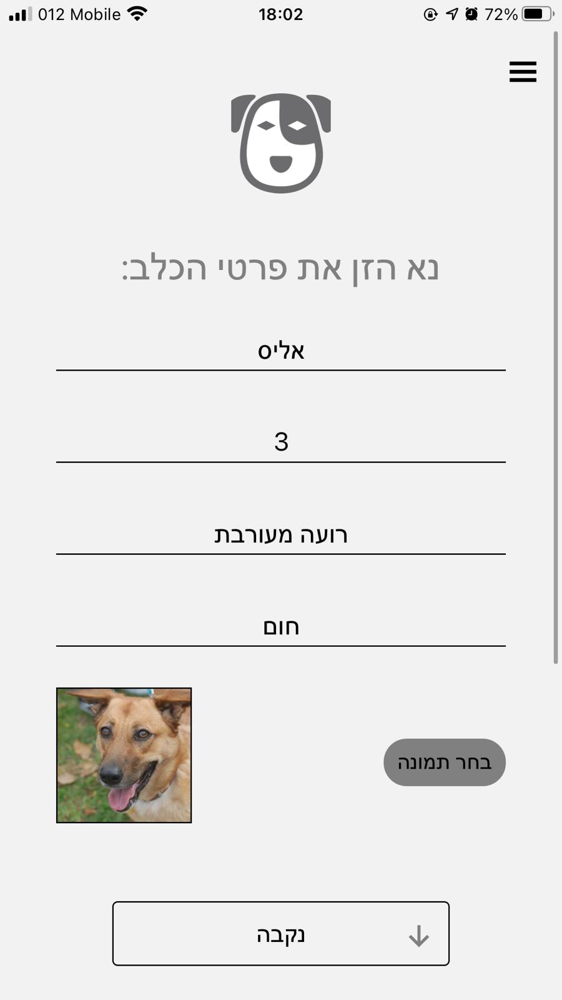 012 Mobile 18:02 72%
נא הזן את פרטי הכלב:
אליס
3
רועה מעורבת
חום
בחר תמונה
נקבה